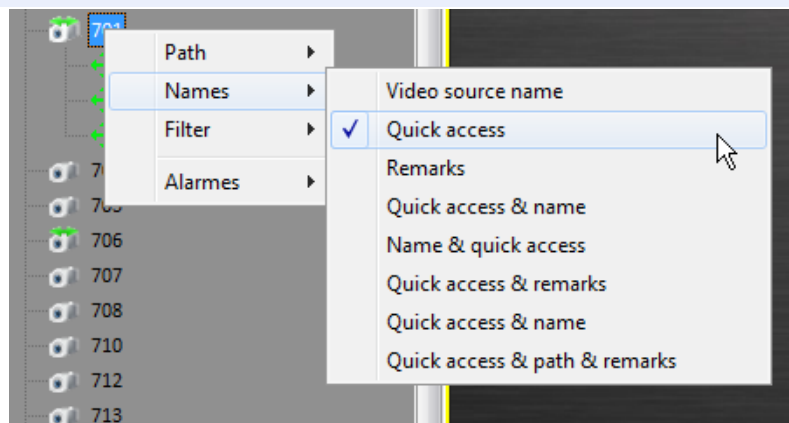 701
Path
Names
Filter
Alarmes
Video source name
Quick access
Remarks
Quick access & name
Name & quick access
Quick access & remarks
Quick access & name
Quick access & path & remarks
706
707
708
710
712
713